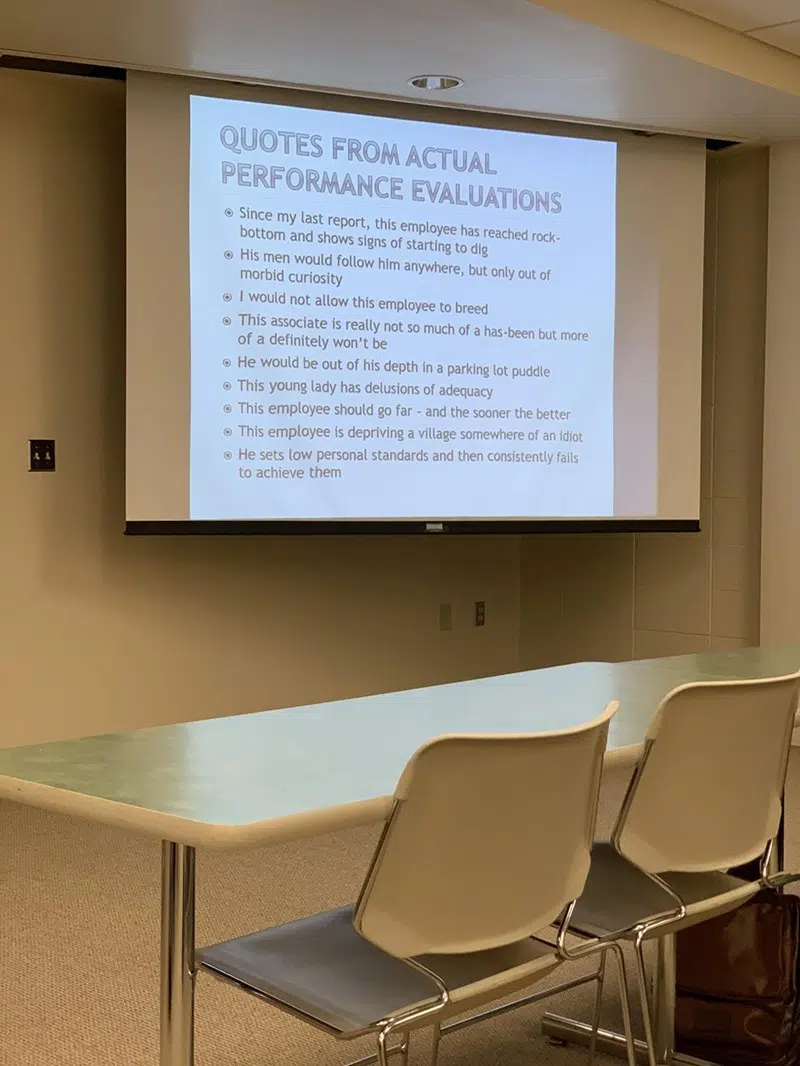 QUOTES FROM ACTUAL
PERFORMANCE EVALUATIONS
Since my last report, this employee has reached rock-
bottom and shows signs of starting to dig
His men would follow him anywhere, but only out of
morbid curiosity
I would not allow this employee to breed
This associate is really not so much of a has-been but more
of a definitely won't be
He would be out of his depth in a parking lot puddle
This young lady has delusions of adequacy
This employee should go far - and the sooner the better
This employee is depriving a village somewhere of an idiot
He sets low personal standards and then consistently fails
to achieve them